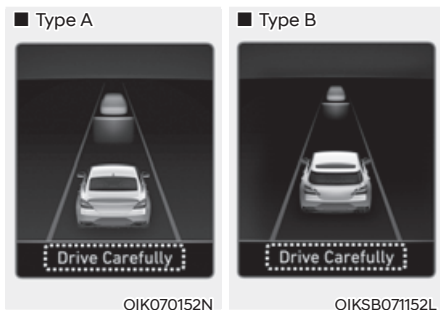 ■ Type A
Drive Carefully
OIK070152N
■ Type B
Drive Carefully
OIKSB071152L